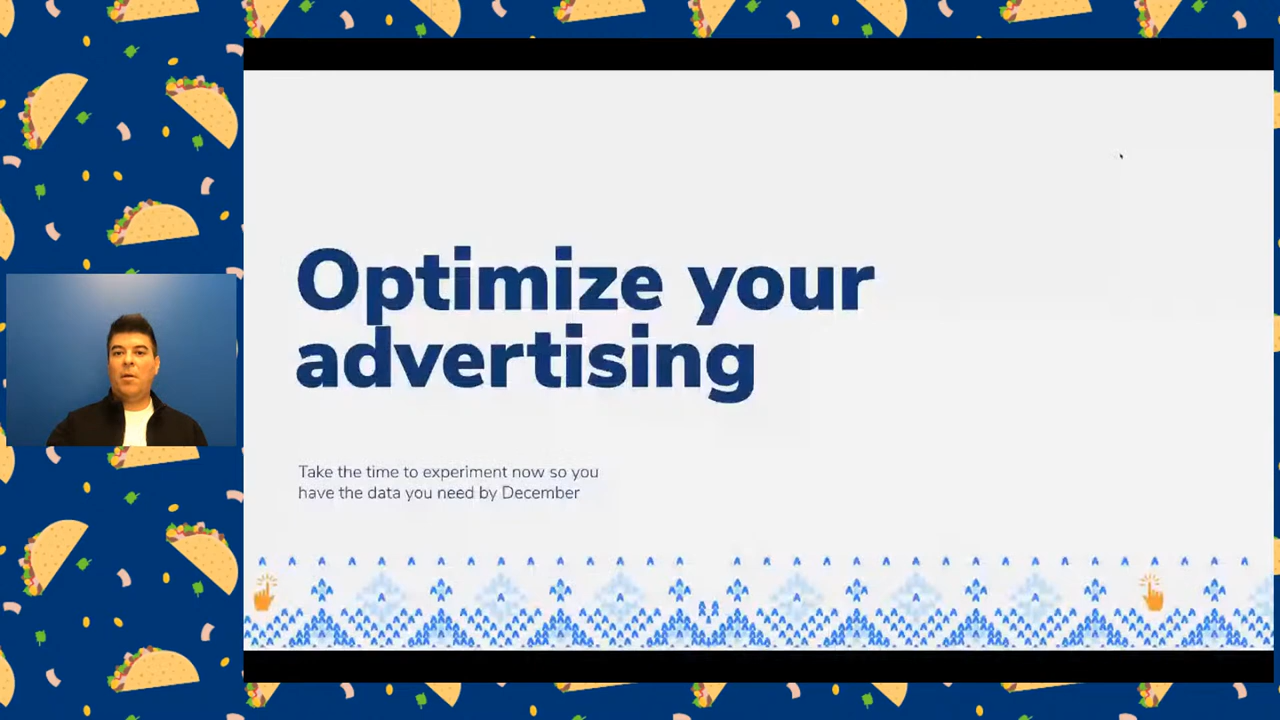 Optimize your
advertising
Take the time to experiment now so you
have the data you need by December